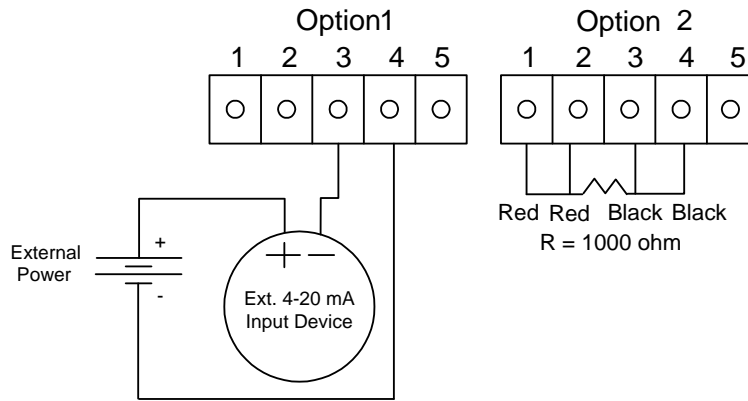 Option1
1 2 3 4 5
External
Power
+
-
+ −
Ext. 4-20 mA
Input Device
Option 2
1 2 3 4 5
Red Red Black Black
R = 1000 ohm